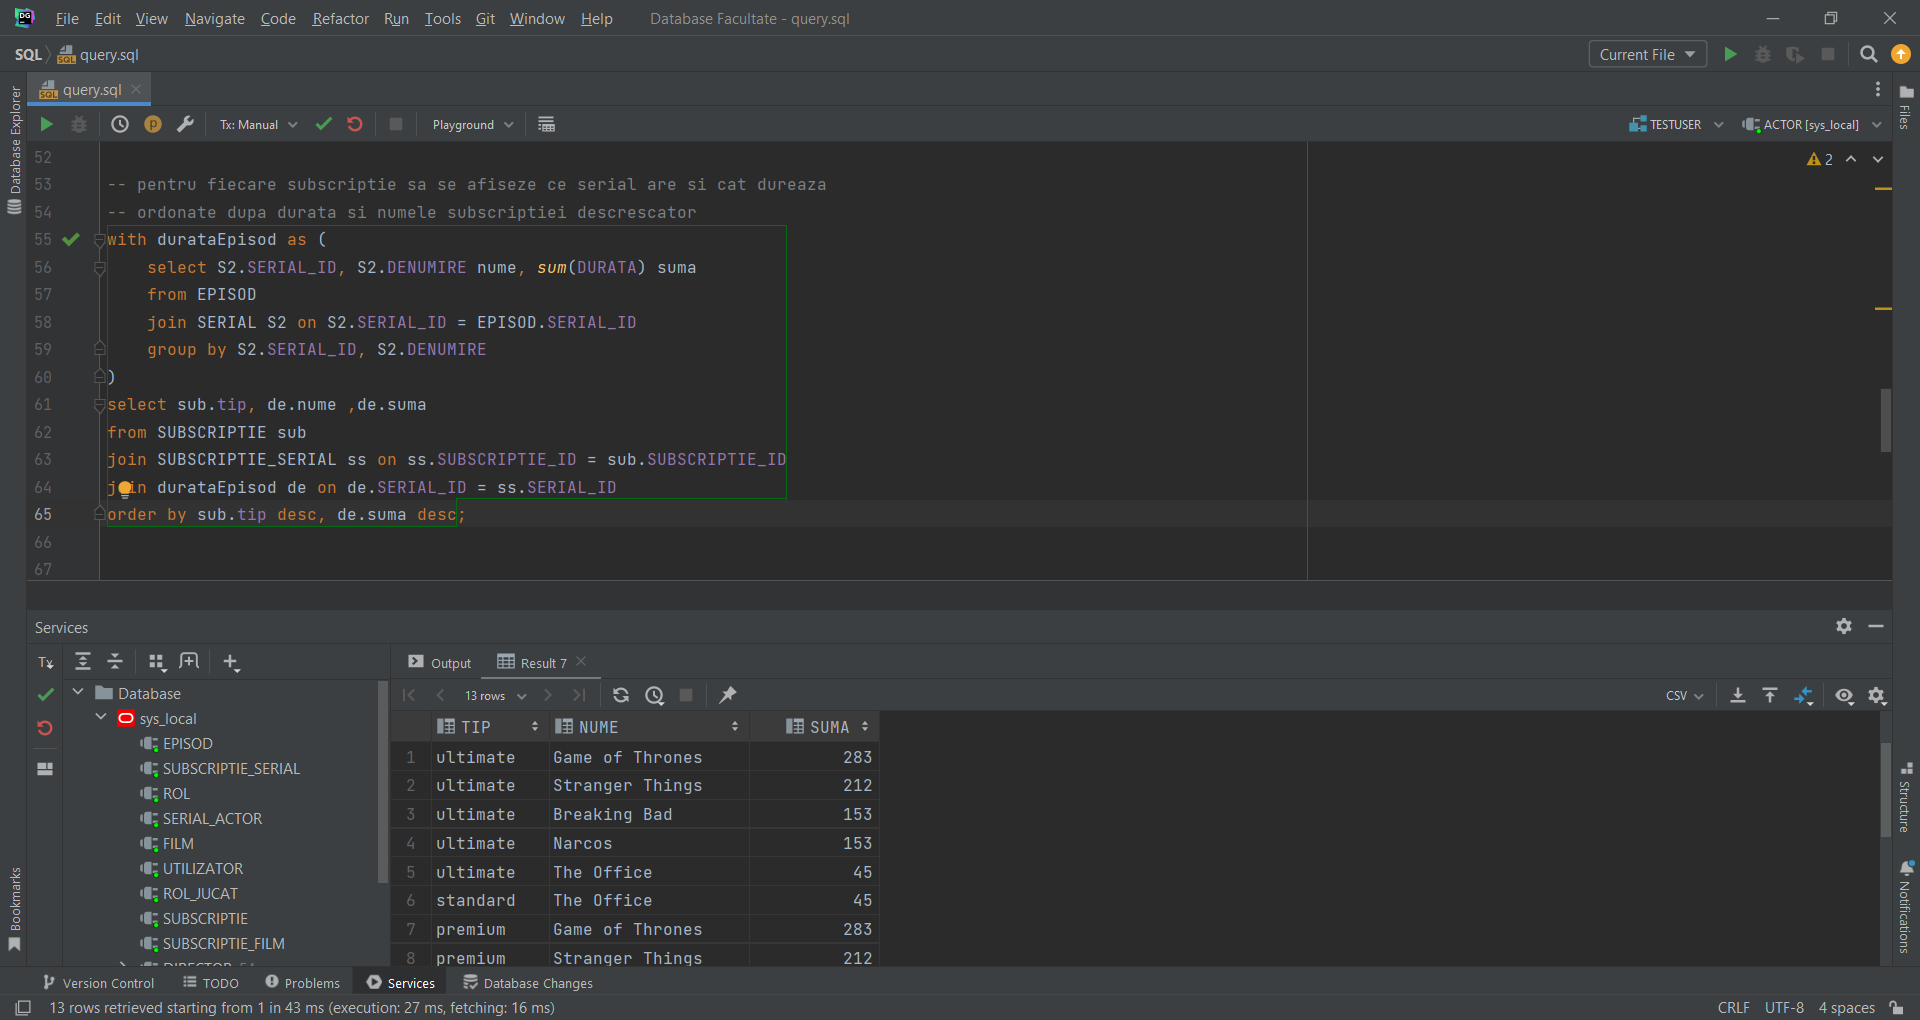 File Edit View Navigate Code Refactor Run Tools Git Window Help Database Facultate - query.sql
SQL query.sql Current File
query.sql
Tx: Manual Playground TESTUSER ACTOR [sys_local]
2
52
53 -- pentru fiecare subscriptie sa se afiseze ce serial are si cat dureaza
54 -- ordonate dupa durata si numele subscriptiei descrescator
55 with durataEpisod as (
56 select S2.SERIAL_ID, S2.DENUMIRE nume, sum(DURATA) suma
57 from EPISOD
58 join SERIAL S2 on S2.SERIAL_ID = EPISOD.SERIAL_ID
59 group by S2.SERIAL_ID, S2.DENUMIRE
60 )
61 select sub.tip, de.nume ,de.suma
62 from SUBSCRIPTIE sub
63 join SUBSCRIPTIE_SERIAL ss on ss.SUBSCRIPTIE_ID = sub.SUBSCRIPTIE_ID
64 join durataEpisod de on de.SERIAL_ID = ss.SERIAL_ID
65 order by sub.tip desc, de.suma desc;
66
67
Database Explorer
Bookmarks
Files
Structure
Notifications
Services
Tx
Database
sys_local
EPISOD
SUBSCRIPTIE_SERIAL
ROL
SERIAL_ACTOR
FILM
UTILIZATOR
ROL_JUCAT
SUBSCRIPTIE
SUBSCRIPTIE_FILM
Output Result 7
13 rows CSV
TIP NUME SUMA
1 ultimate Game of Thrones 283
2 ultimate Stranger Things 212
3 ultimate Breaking Bad 153
4 ultimate Narcos 153
5 ultimate The Office 45
6 standard The Office 45
7 premium Game of Thrones 283
8 premium Stranger Things 212
Version Control TODO Problems Services Database Changes
13 rows retrieved starting from 1 in 43 ms (execution: 27 ms, fetching: 16 ms) CRLF UTF-8 4 spaces